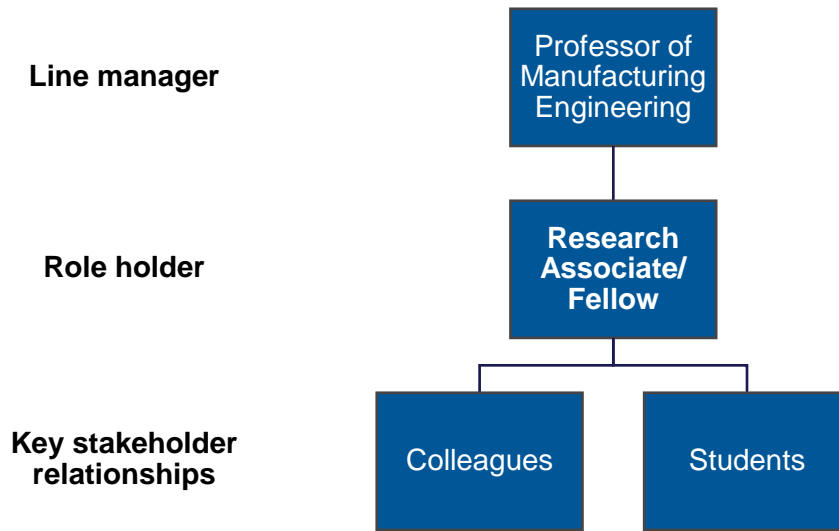 Line manager
Professor of
Manufacturing
Engineering
Role holder
Research
Associate/
Fellow
Key stakeholder
relationships
Colleagues
Students